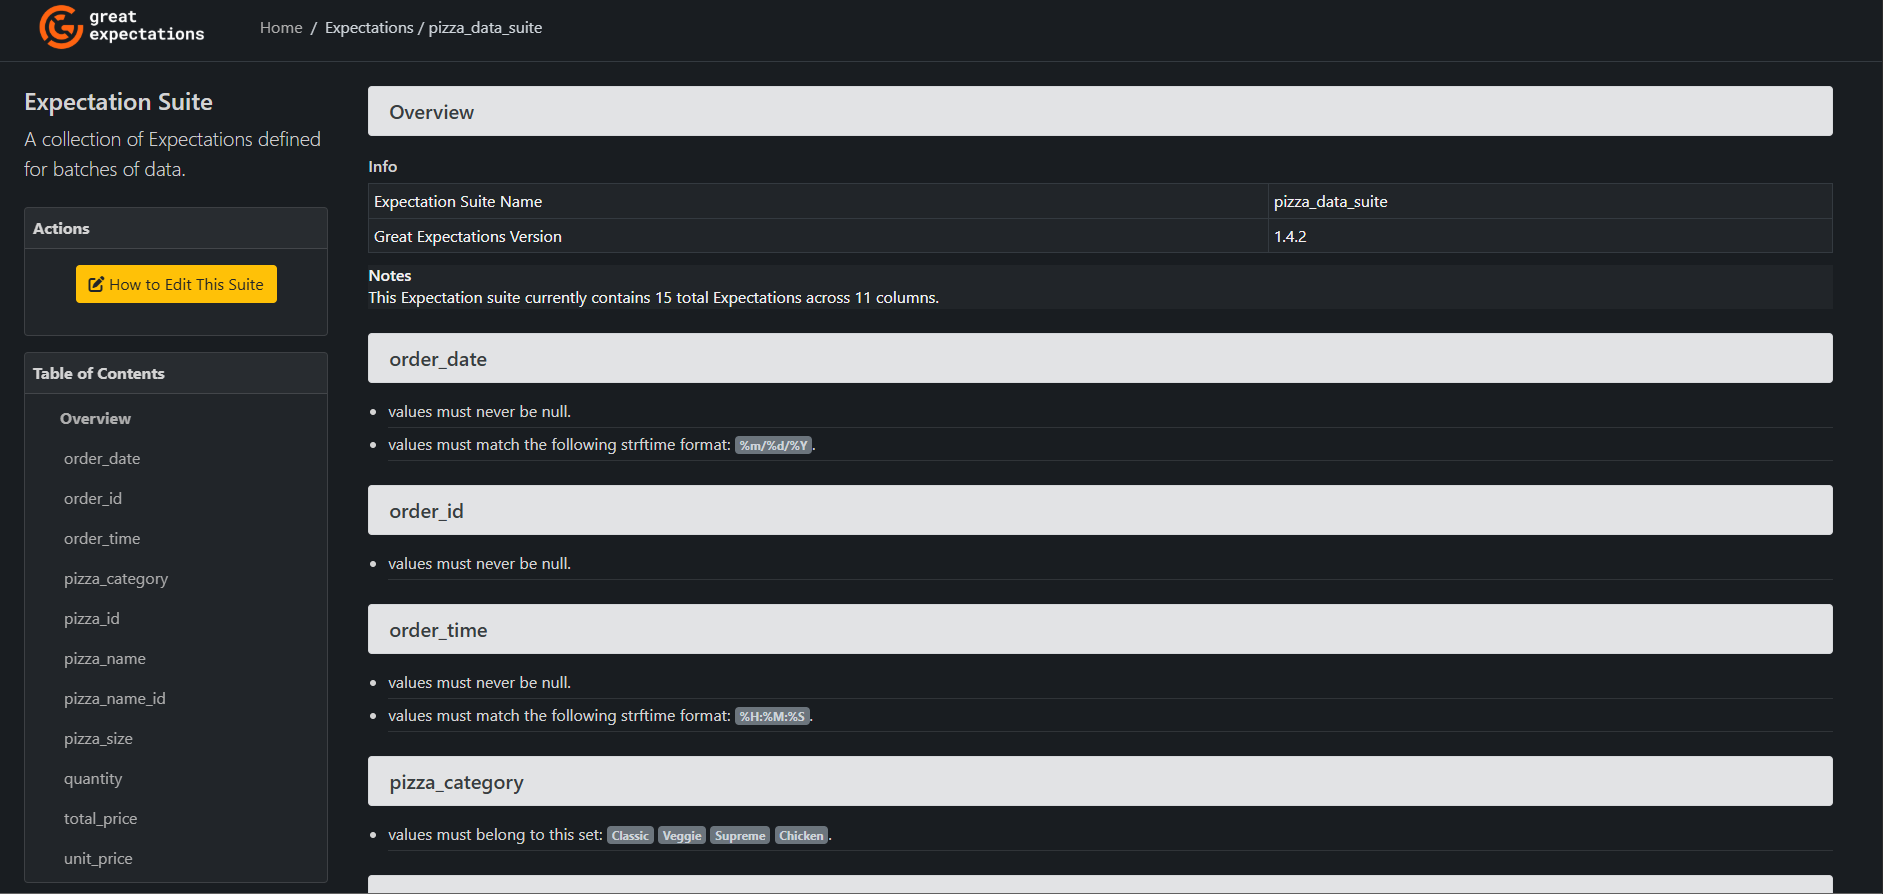 great
expectations
Home / Expectations / pizza_data_suite
Expectation Suite
A collection of Expectations defined
for batches of data.
Actions
How to Edit This Suite
Table of Contents
Overview
order_date
order_id
order_time
pizza_category
pizza_id
pizza_name
pizza_name_id
pizza_size
quantity
total_price
unit_price
Overview
Info
Expectation Suite Name pizza_data_suite
Great Expectations Version 1.4.2
Notes
This Expectation suite currently contains 15 total Expectations across 11 columns.
order_date
• values must never be null.
• values must match the following strftime format: %m/%d/%Y.
order_id
• values must never be null.
order_time
• values must never be null.
• values must match the following strftime format: %H:%M:%S.
pizza_category
• values must belong to this set: Classic Veggie Supreme Chicken.